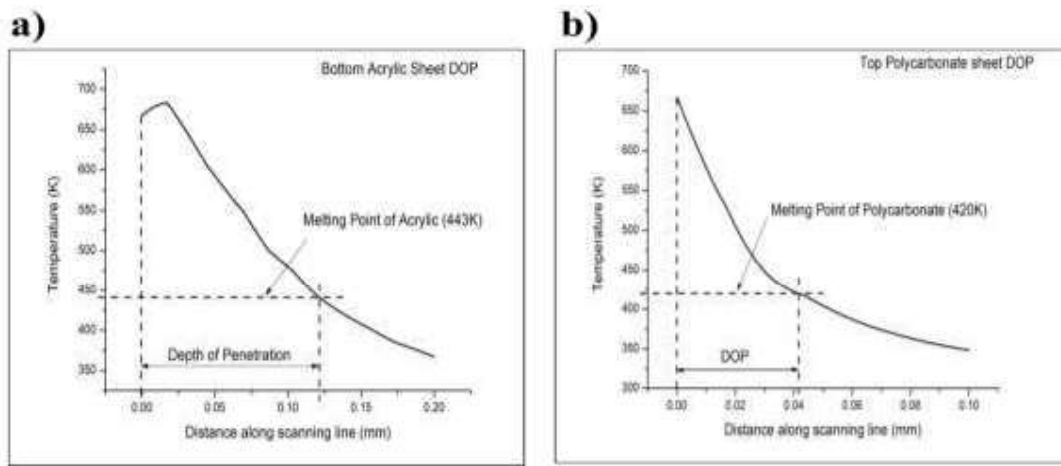 a)
Bottom Acrylic Sheet DOP
700
650
600
550
500
450
400
350
Temperature (K)
Melting Point of Acrylic (443K)
Depth of Penetration
0.00 0.05 0.10 0.15 0.20
Distance along scanning line (mm)
b)
Top Polycarbonate sheet DOP
700
650
600
500
450
400
350
300
Temperature (K)
Melting Point of Polycarbonate (420K)
DOP
0.00 0.02 0.04 0.06 0.08 0.10
Distance along scanning line (mm)